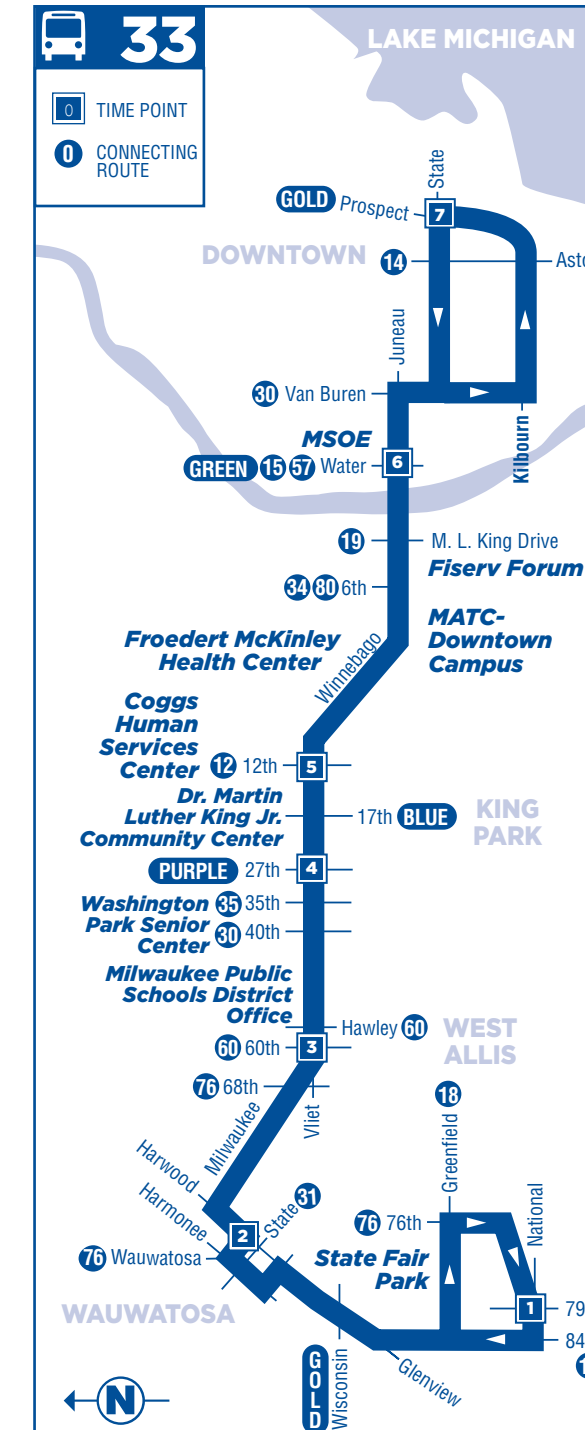 33
LAKE MICHIGAN
0 TIME POINT
0 CONNECTING
ROUTE
State
GOLD Prospect
7
DOWNTOWN
14
Juneau
30 Van Buren
Kilbourn
MSOE
GREEN 15 57 Water
6
19
M. L. King Drive
Fiserv Forum
34 80 6th
MATC-
Downtown
Campus
Froedert McKinley
Health Center
Winnebago
Coggs
Human
Services
Center
12 12th
5
Dr. Martin
Luther King Jr.
Community Center
17th BLUE
KING
PARK
PURPLE 27th
4
Washington
Park Senior
Center
35 35th
30 40th
Milwaukee Public
Schools District
Office
Hawley 60
WEST
ALLIS
60 60th
3
76 68th
Vliet
Milwaukee
Harwood
Harmonee
2
State 31
76 Wauwatosa
WAUWATOSA
Greenfield 18
76 76th
National
State Fair
Park
1
79
84
GOLD
Wisconsin
Glenview
N